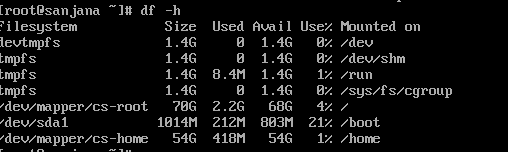 [root@sanjana ~]# df -h
Filesystem Size Used Avail Use% Mounted on
devtmpfs 1.4G 0 1.4G 0% /dev
tmpfs 1.4G 0 1.4G 0% /dev/shm
tmpfs 1.4G 8.4M 1.4G 1% /run
tmpfs 1.4G 0 1.4G 0% /sys/fs/cgroup
/dev/mapper/cs-root 70G 2.2G 68G 4% /
/dev/sda1 1014M 212M 803M 21% /boot
/dev/mapper/cs-home 54G 418M 54G 1% /home
[root@sanjana ~]#